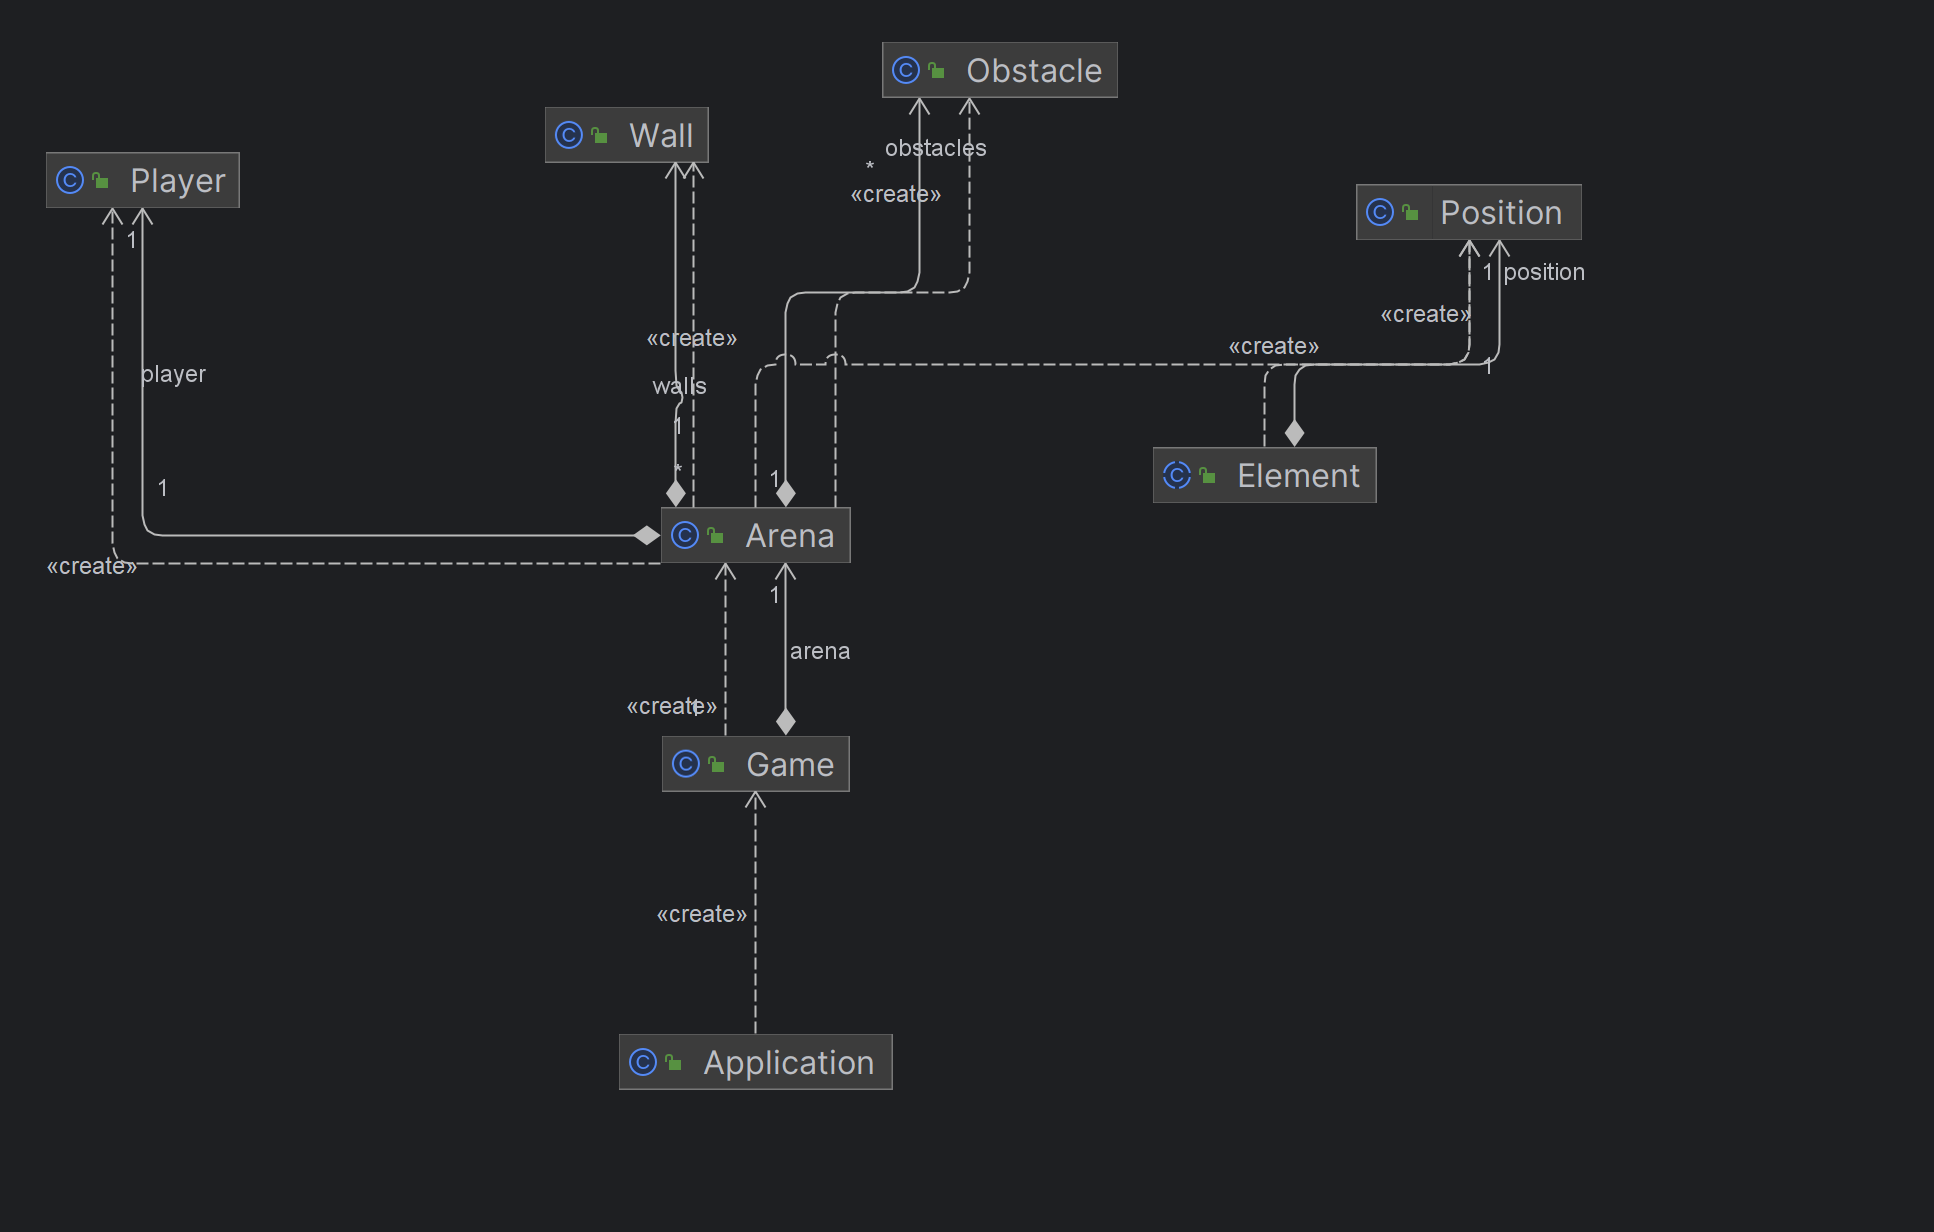 Obstacle
Wall
obstacles
*
Player
«create»
Position
1
1
position
«create»
«create»
«create»
1
player
walls
1
*
Element
1
1
Arena
«create»
1
arena
«create»
1
Game
«create»
Application